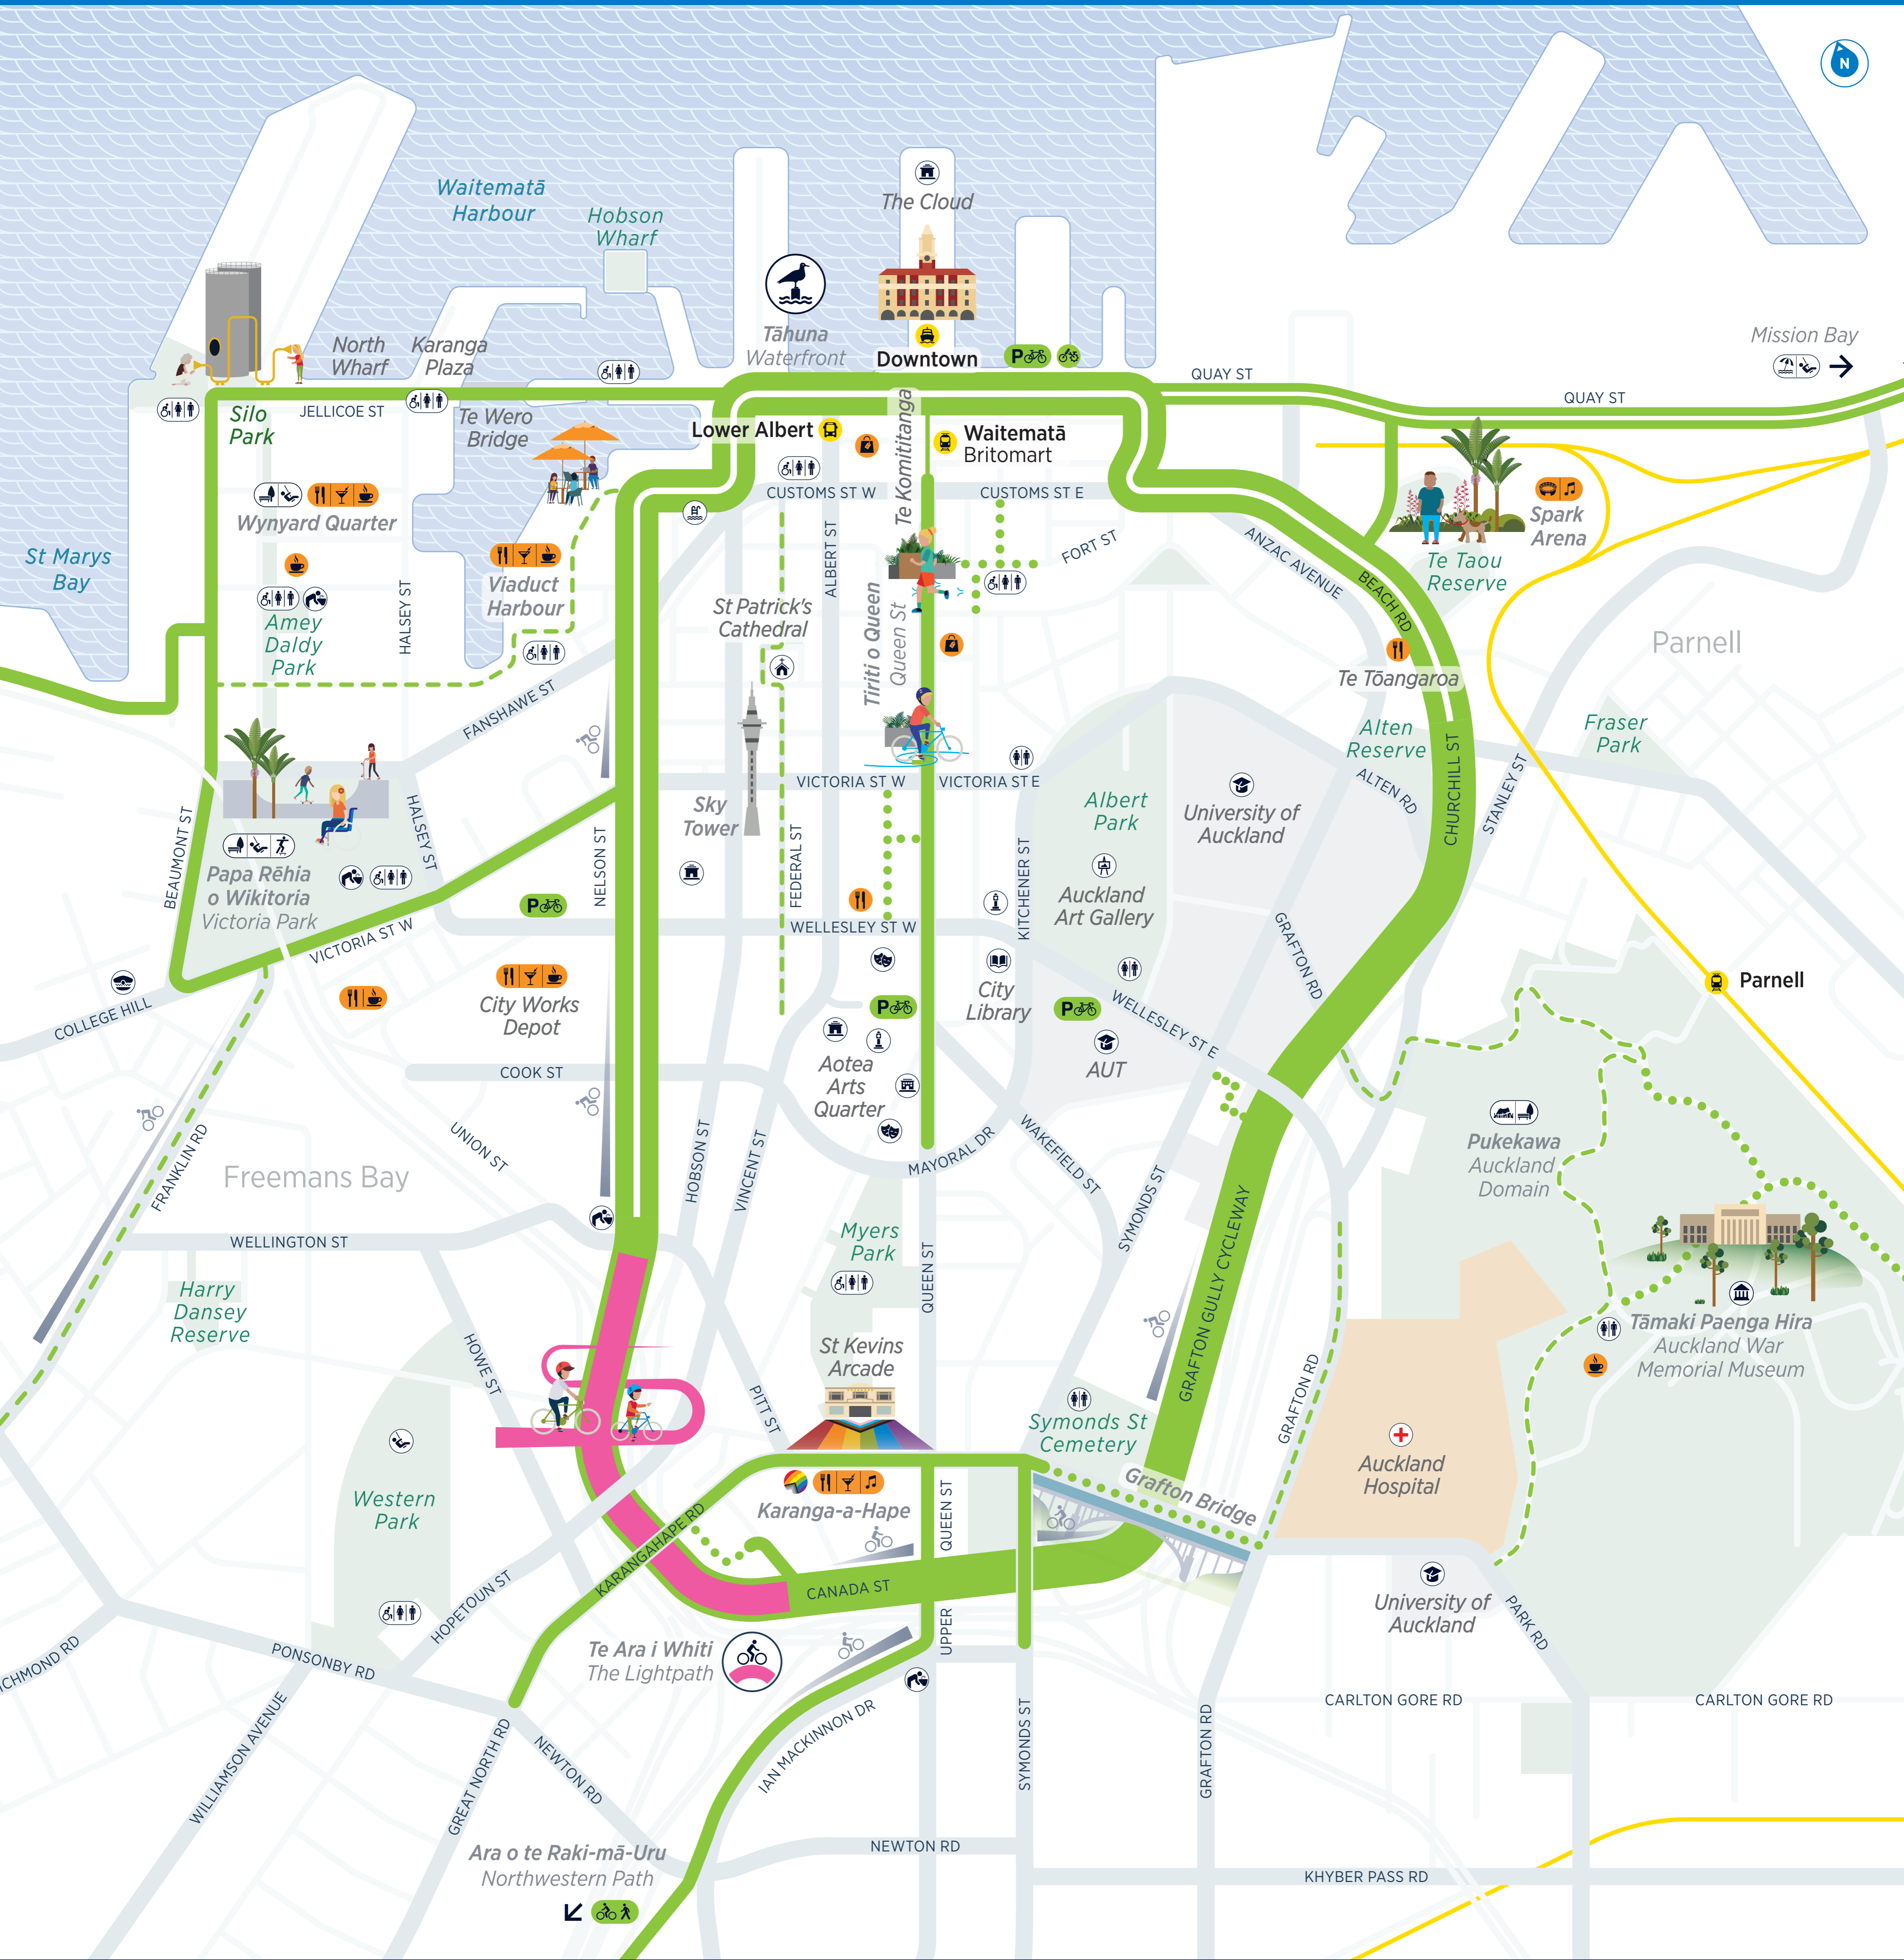 N
Waitematā
Harbour
Hobson
Wharf
The Cloud
Tāhuna
Waterfront
Downtown
P
Mission Bay
North
Wharf
Karanga
Plaza
QUAY ST
QUAY ST
Silo
Park
JELLICOE ST
Te Wero
Bridge
Lower Albert
Te Komititanga
Waitematā
Britomart
CUSTOMS ST W
CUSTOMS ST E
Wynyard Quarter
Spark
Arena
St Marys
Bay
Viaduct
Harbour
HALSEY ST
ALBERT ST
FORT ST
ANZAC AVENUE
BEACH RD
Te Taou
Reserve
Amey
Daldy
Park
St Patrick's
Cathedral
Tiriti o Queen
Queen St
Parnell
Te Tōangaroa
FANSHAWE ST
Alten
Reserve
Fraser
Park
VICTORIA ST W
VICTORIA ST E
ALTEN RD
CHURCHILL ST
STANLEY ST
Sky
Tower
Albert
Park
University of
Auckland
BEAUMONT ST
HALSEY ST
NELSON ST
FEDERAL ST
KITCHENER ST
Papa Rēhia
o Wikitoria
Victoria Park
P
Auckland
Art Gallery
VICTORIA ST W
WELLESLEY ST W
GRAFTON RD
Parnell
COLLEGE HILL
City Works
Depot
P
City
Library
P
WELLESLEY ST E
COOK ST
Aotea
Arts
Quarter
AUT
FRANKLIN RD
UNION ST
HOBSON ST
VINCENT ST
MAYORAL DR
WAKEFIELD ST
SYMONDS ST
Pukekawa
Auckland
Domain
Freemans Bay
WELLINGTON ST
Myers
Park
QUEEN ST
GRAFTON GULLY CYCLEWAY
Harry
Dansey
Reserve
HOWE ST
St Kevins
Arcade
GRAFTON RD
Tāmaki Paenga Hira
Auckland War
Memorial Museum
PITT ST
Symonds St
Cemetery
Auckland
Hospital
Western
Park
KARANGAHAPE RD
Karanga-a-Hape
QUEEN ST
Grafton Bridge
HOPETOUN ST
CANADA ST
UPPER
University of
Auckland
PARK RD
CHMOND RD
PONSONBY RD
Te Ara i Whiti
The Lightpath
WILLIAMSON AVENUE
GREAT NORTH RD
NEWTON RD
IAN MACKINNON DR
SYMONDS ST
GRAFTON RD
CARLTON GORE RD
CARLTON GORE RD
Ara o te Raki-mā-Uru
Northwestern Path
NEWTON RD
KHYBER PASS RD